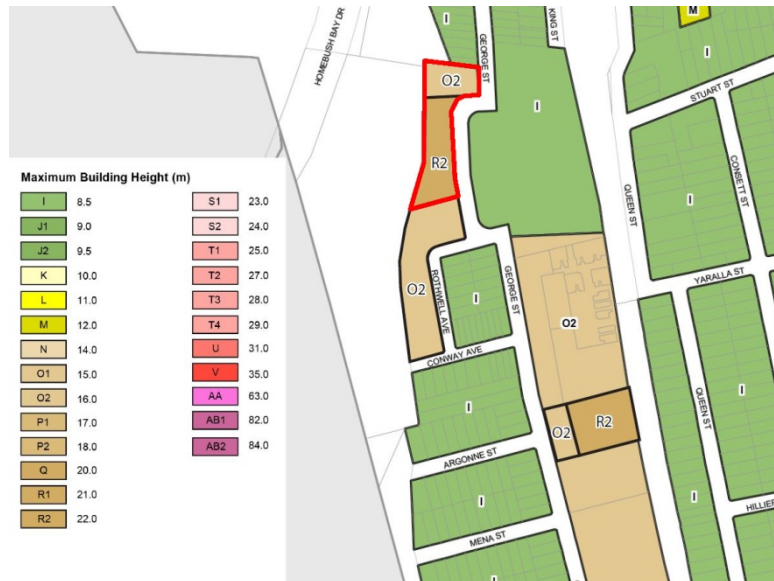 HOMEBUSH BAY DR
GEORGE ST
KING ST
M
I
I
O2
I
STUART ST
R2
I
CONSETT ST
QUEEN ST
YARALLA ST
O2
ROTHWELL AVE
I
GEORGE ST
O2
CONWAY AVE
I
I
QUEEN ST
O2
R2
I
ARGONNE ST
I
I
HILLIER
MENA ST
I
Maximum Building Height (m)
I 8.5
J1 9.0
J2 9.5
K 10.0
L 11.0
M 12.0
N 14.0
O1 15.0
O2 16.0
P1 17.0
P2 18.0
Q 20.0
R1 21.0
R2 22.0
S1 23.0
S2 24.0
T1 25.0
T2 27.0
T3 28.0
T4 29.0
U 31.0
V 35.0
AA 63.0
AB1 82.0
AB2 84.0